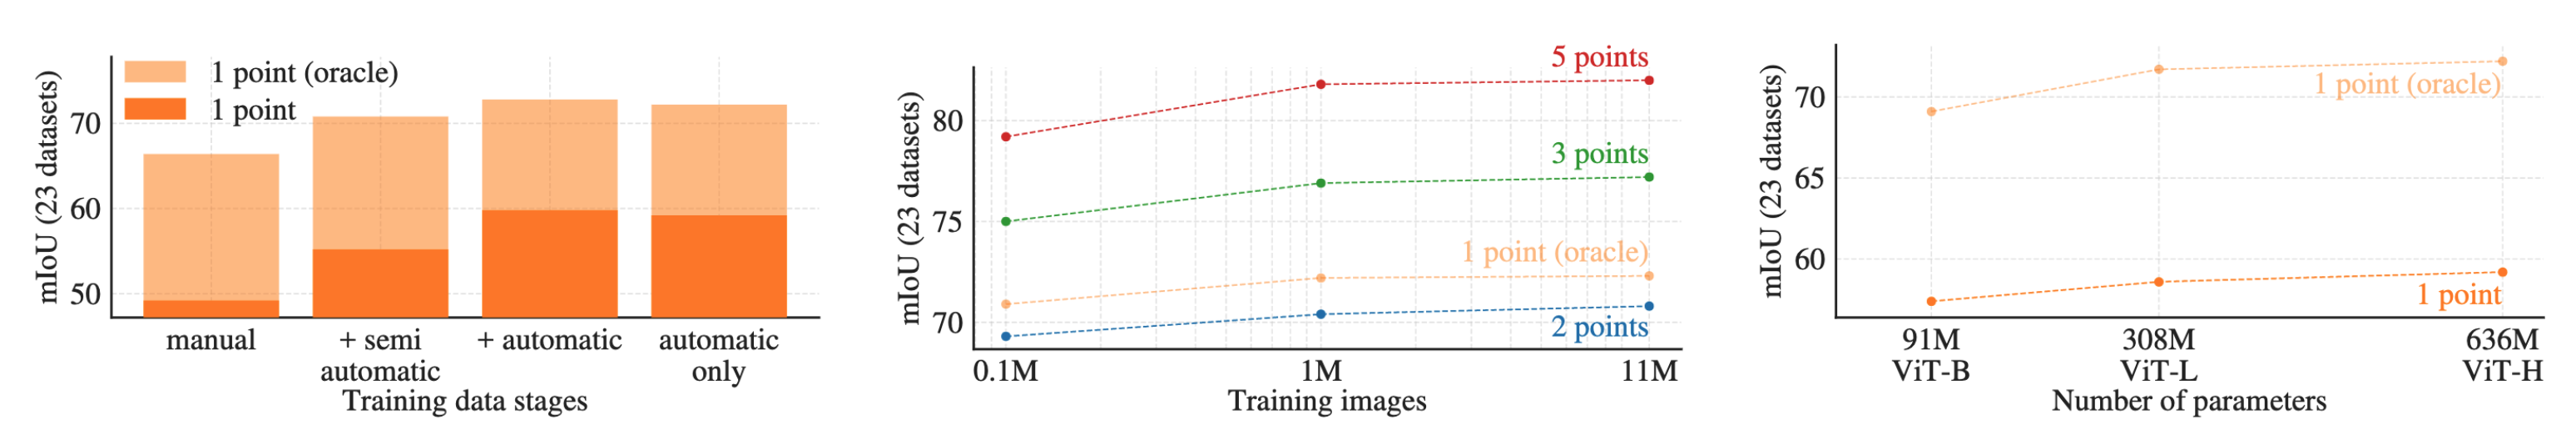 mIoU (23 datasets)
1 point (oracle)
1 point
70
60
50
manual
+ semi
automatic
+ automatic
automatic
only
Training data stages
mIoU (23 datasets)
80
75
70
5 points
3 points
1 point (oracle)
2 points
0.1M
1M
11M
Training images
mIoU (23 datasets)
70
65
60
1 point (oracle)
1 point
91M
ViT-B
308M
ViT-L
636M
ViT-H
Number of parameters